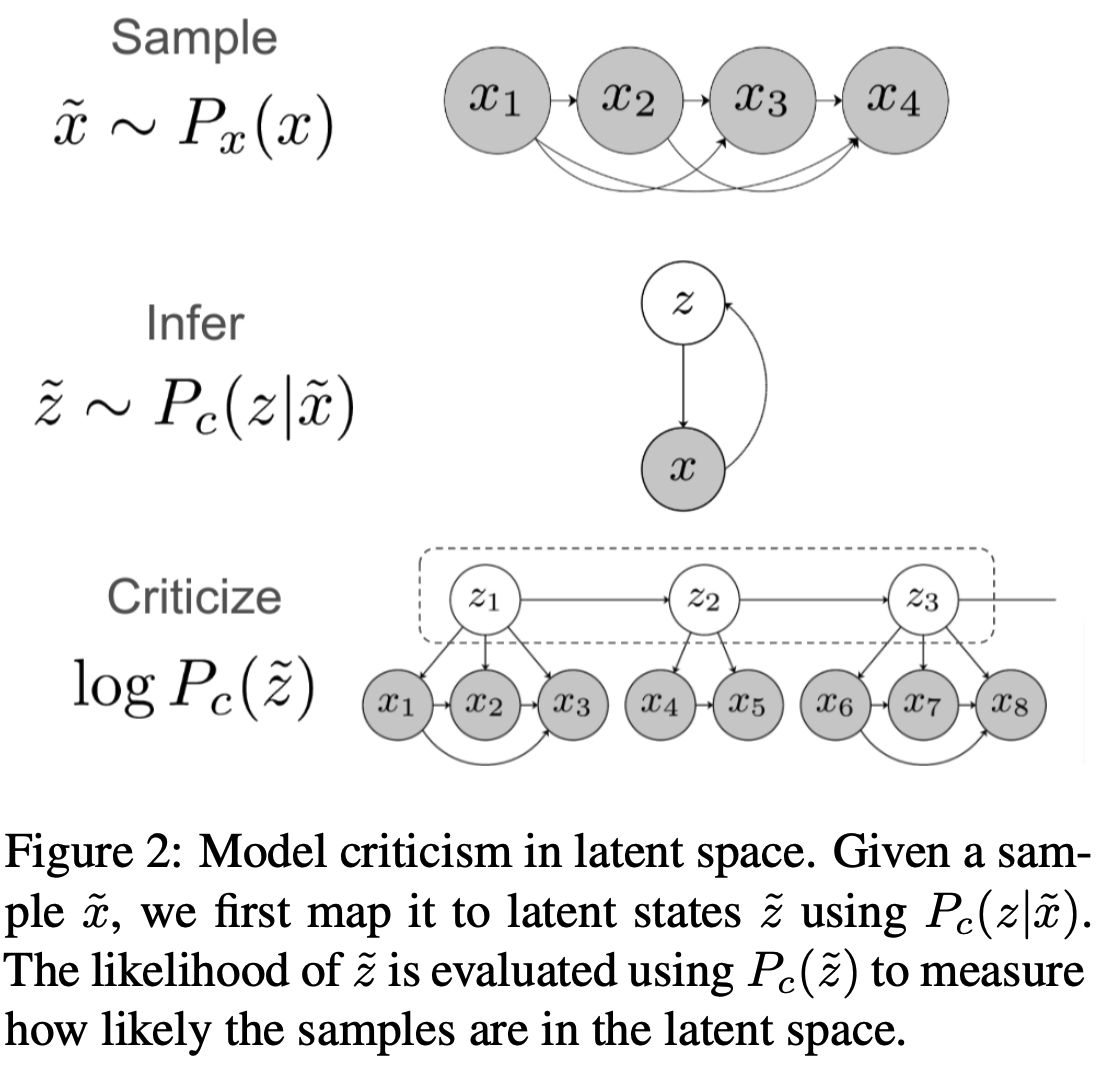 Sample
x̃ ∼ Pₓ(x)
x₁ x₂ x₃ x₄
z
Infer
z̃ ∼ P_c(z|x̃)
x
Criticize
log P_c(z̃)
z₁ z₂ z₃
x₁ x₂ x₃ x₄ x₅ x₆ x₇ x₈
Figure 2: Model criticism in latent space. Given a sam-
ple x̃, we first map it to latent states z̃ using P_c(z|x̃).
The likelihood of z̃ is evaluated using P_c(z̃) to measure
how likely the samples are in the latent space.